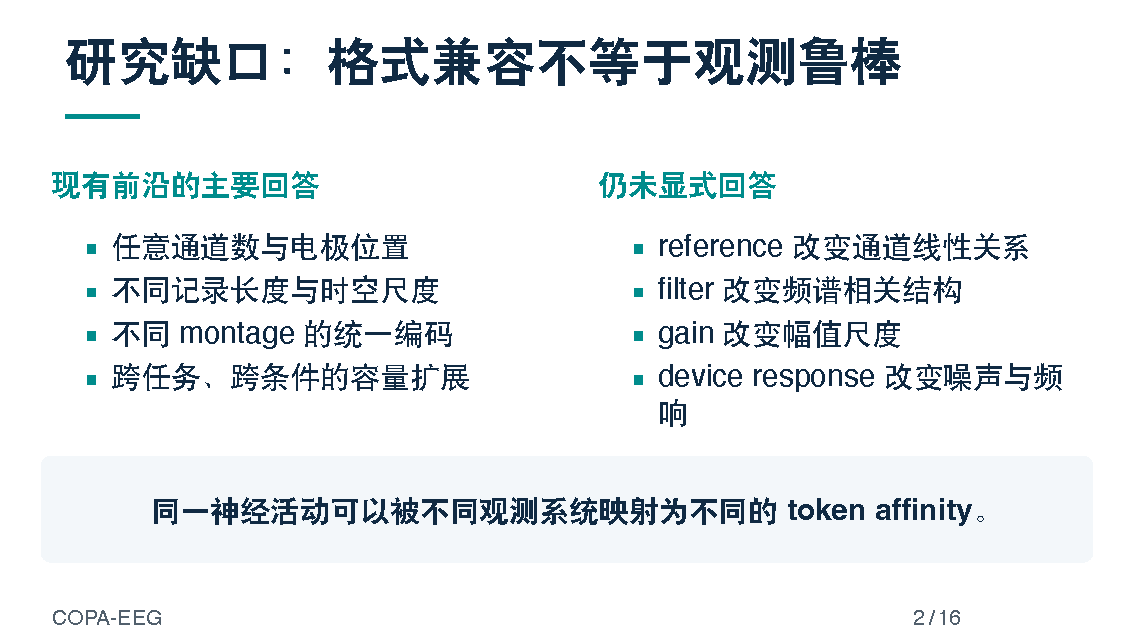 研究缺口：格式兼容不等于观测鲁棒
现有前沿的主要回答
任意通道数与电极位置
不同记录长度与时空尺度
不同 montage 的统一编码
跨任务、跨条件的容量扩展
仍未显式回答
reference 改变通道线性关系
filter 改变频谱相关结构
gain 改变幅值尺度
device response 改变噪声与频
响
同一神经活动可以被不同观测系统映射为不同的 token affinity。
COPA-EEG
2 / 16